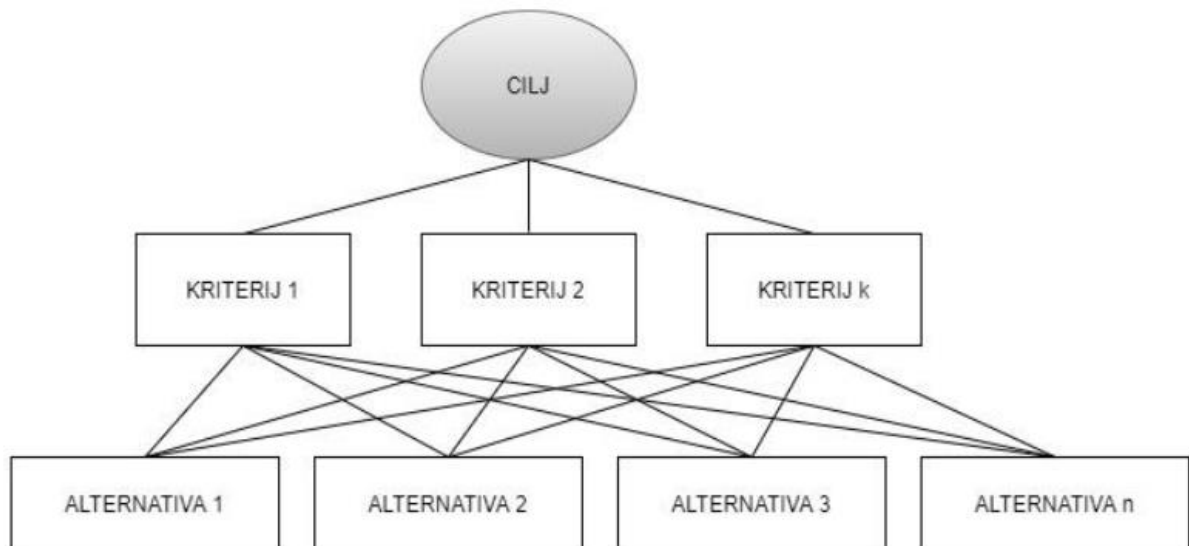 CILJ
KRITERIJ 1
KRITERIJ 2
KRITERIJ k
ALTERNATIVA 1
ALTERNATIVA 2
ALTERNATIVA 3
ALTERNATIVA n